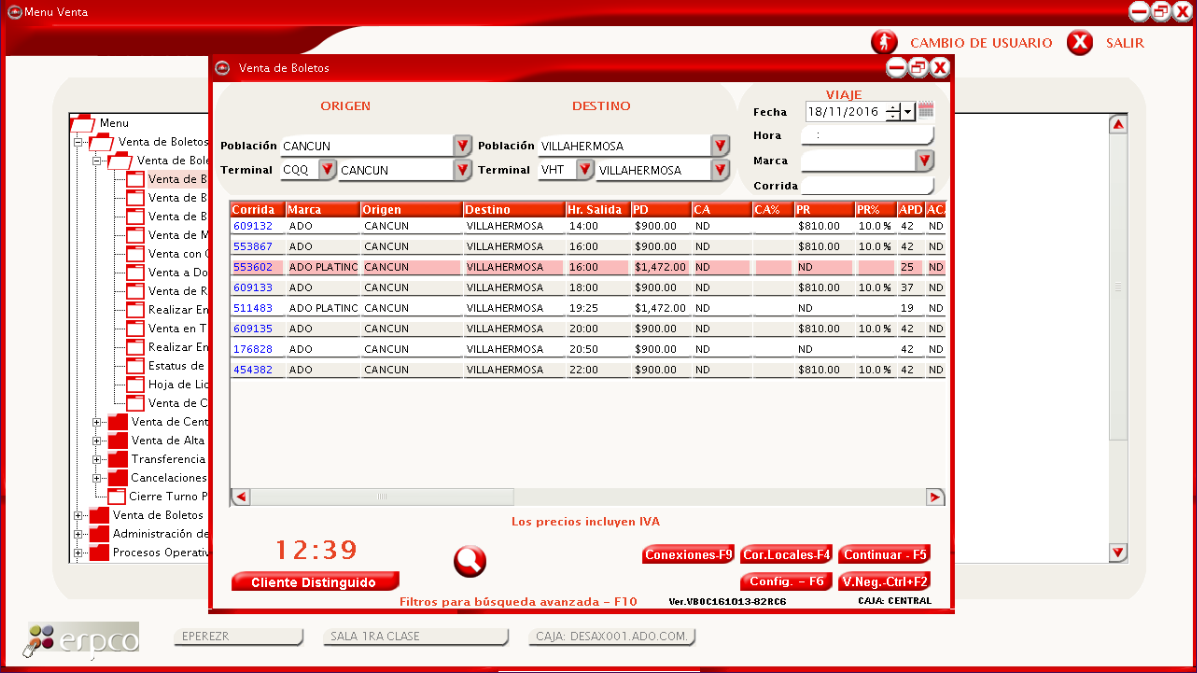 Menu Venta
CAMBIO DE USUARIO SALIR
Venta de Boletos
ORIGEN DESTINO VIAJE
Fecha 18/11/2016
Hora :
Población CANCUN Población VILLAHERMOSA
Marca
Terminal CQQ CANCUN Terminal VHT VILLAHERMOSA
Corrida
Menu
Venta de Boletos
Venta de Bole
Venta de B
Venta de B
Venta de B
Venta de M
Venta con
Venta a Do
Venta de R
Realizar En
Venta en T
Realizar En
Estatus de
Hoja de Lic
Venta de C
Venta de Cent
Venta de Alta
Transferencia
Cancelaciones
Cierre Turno P
Venta de Boletos
Administración de
Procesos Operativ
Corrida Marca Origen Destino Hr. Salida PD CA CA% PR PR% APD AC
609132 ADO CANCUN VILLAHERMOSA 14:00 $900.00 ND $810.00 10.0 % 42 ND
553867 ADO CANCUN VILLAHERMOSA 16:00 $900.00 ND $810.00 10.0 % 42 ND
553602 ADO PLATINC CANCUN VILLAHERMOSA 16:00 $1,472.00 ND ND 25 ND
609133 ADO CANCUN VILLAHERMOSA 18:00 $900.00 ND $810.00 10.0 % 37 ND
511483 ADO PLATINC CANCUN VILLAHERMOSA 19:25 $1,472.00 ND ND 19 ND
609135 ADO CANCUN VILLAHERMOSA 20:00 $900.00 ND $810.00 10.0 % 42 ND
176828 ADO CANCUN VILLAHERMOSA 20:50 $900.00 ND ND 42 ND
454382 ADO CANCUN VILLAHERMOSA 22:00 $900.00 ND $810.00 10.0 % 42 ND
Los precios incluyen IVA
12:39
Conexiones-F9 Cor.Locales-F4 Continuar - F5
Cliente Distinguido
Config. - F6 V.Neg.-Ctrl+F2
Filtros para búsqueda avanzada - F10 Ver.VBOC161013-82RC6 CAJA: CENTRAL
erpco EPEREZR SALA 1RA CLASE CAJA: DESAX001.ADO.COM.